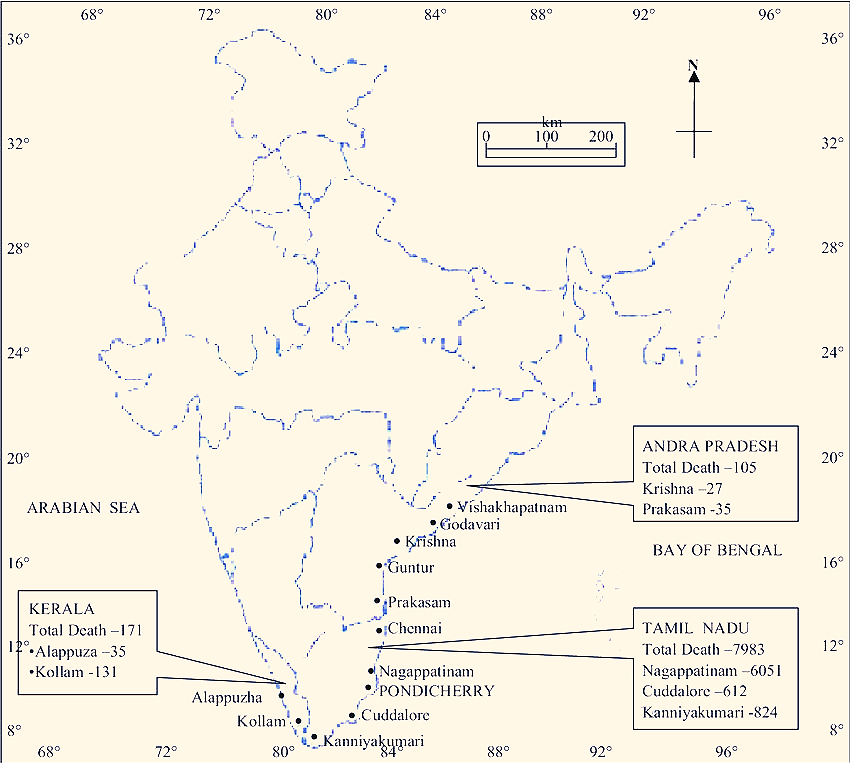 68° 72° 80° 84° 88° 92° 96°
36° 36°
N
km
0 100 200
32° 32°
28° 28°
24° 24°
20° 20°
ANDRA PRADESH
Total Death –105
Krishna –27
Prakasam -35
ARABIAN SEA
Vishakhapatnam
Godavari
Krishna
BAY OF BENGAL
16° 16°
Guntur
KERALA
Total Death –171
•Alappuza –35
•Kollam -131
Prakasam
Chennai
12° 12°
TAMIL NADU
Total Death –7983
Nagappatinam –6051
Cuddalore –612
Kanniyakumari -824
Nagappatinam
PONDICHERRY
Alappuzha
Cuddalore
Kollam
8° 8°
Kanniyakumari
68° 72° 80° 84° 88° 92° 96°